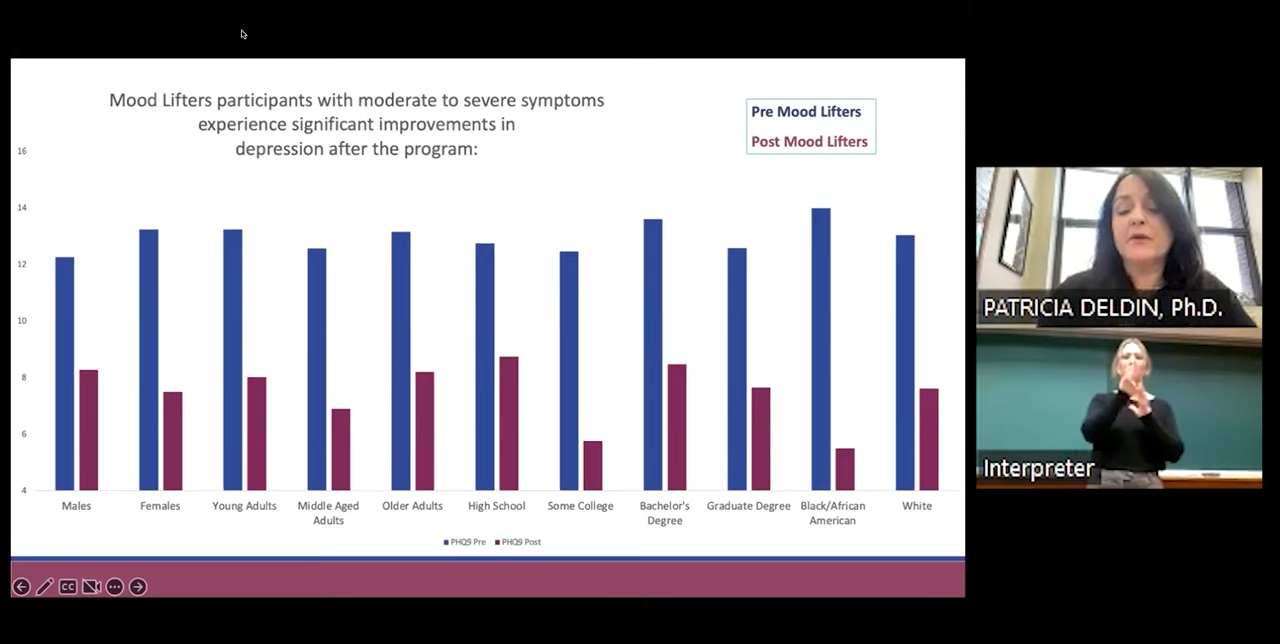 Mood Lifters participants with moderate to severe symptoms
experience significant improvements in
depression after the program:
Pre Mood Lifters
Post Mood Lifters
16
14
12
10
8
6
4
Males
Females
Young Adults
Middle Aged
Adults
Older Adults
High School
Some College
Bachelor's
Degree
Graduate Degree
Black/African
American
White
PHQ9 Pre
PHQ9 Post
CC
PATRICIA DELDIN, Ph.D.
Interpreter